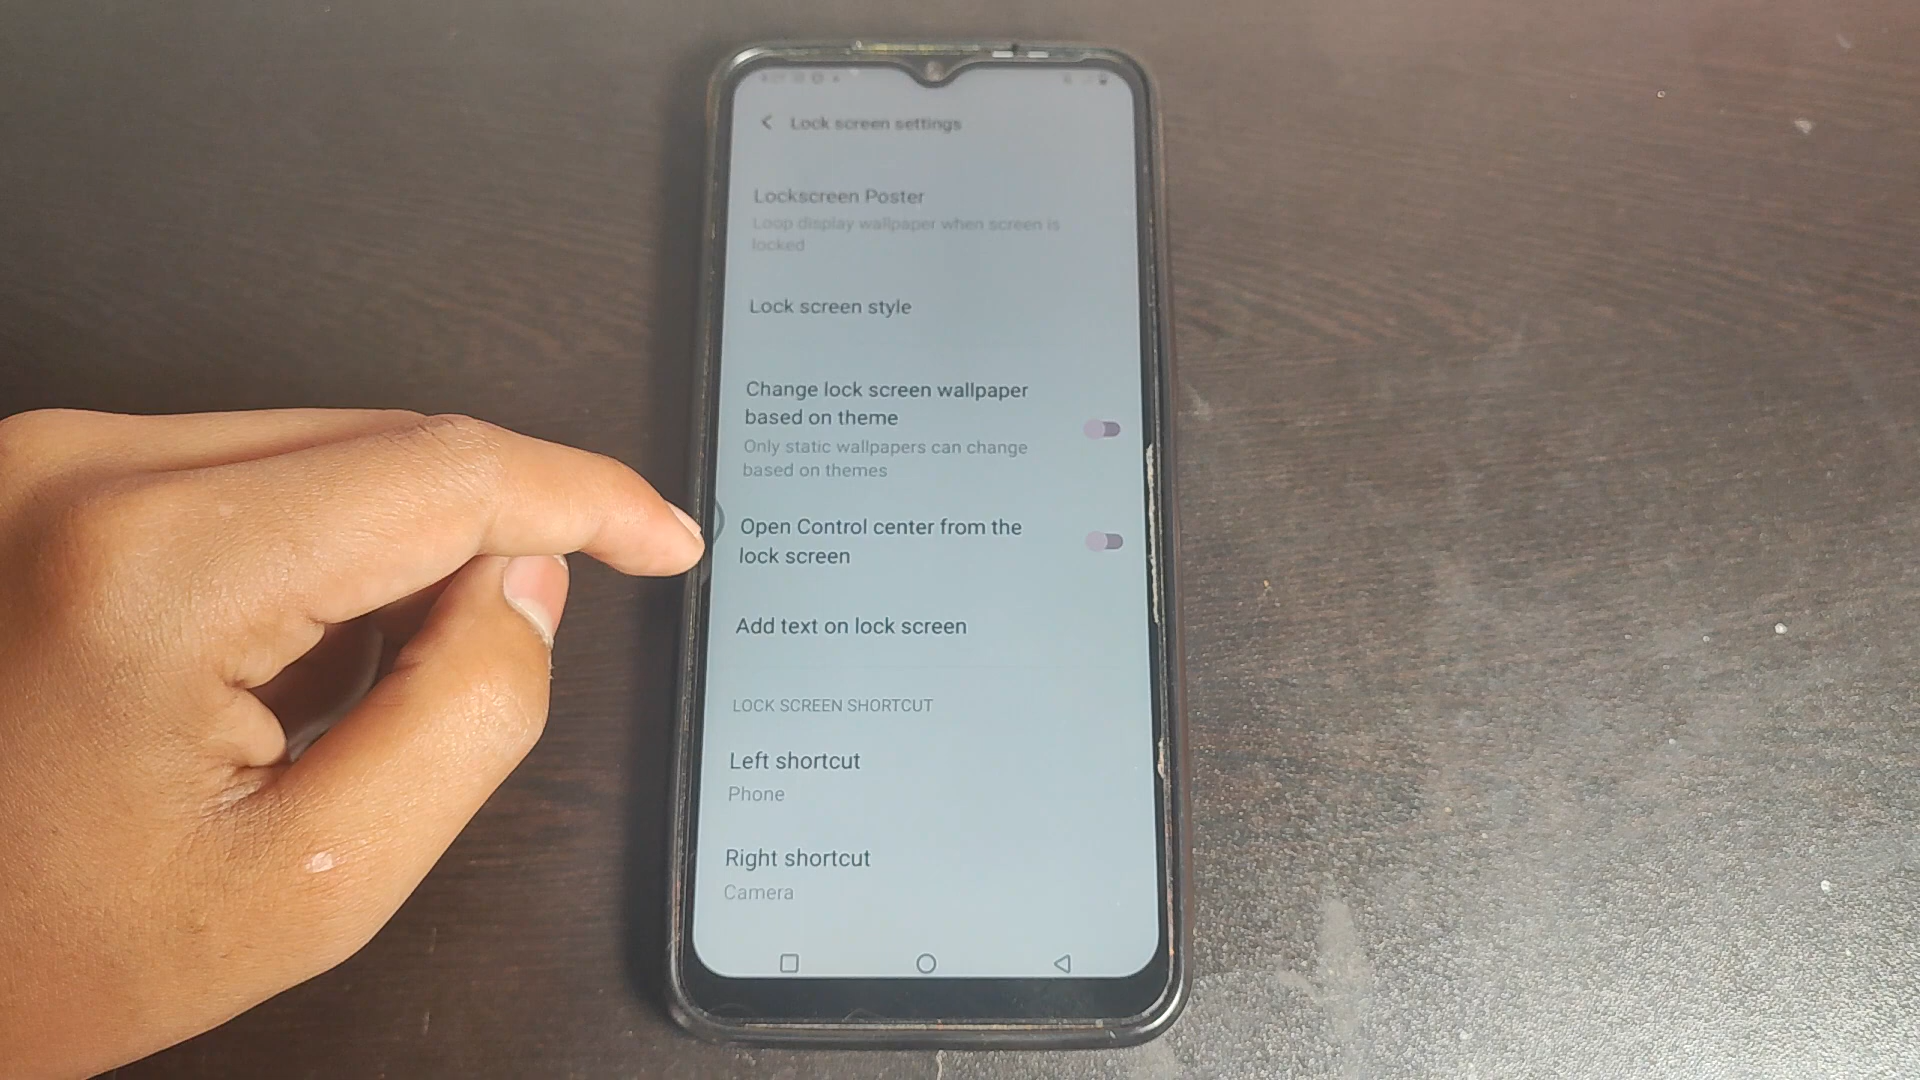 Lock screen settings
Lockscreen Poster
Loop display wallpaper when screen is
locked
Lock screen style
Change lock screen wallpaper
based on theme
Only static wallpapers can change
based on themes
Open Control center from the
lock screen
Add text on lock screen
LOCK SCREEN SHORTCUT
Left shortcut
Phone
Right shortcut
Camera